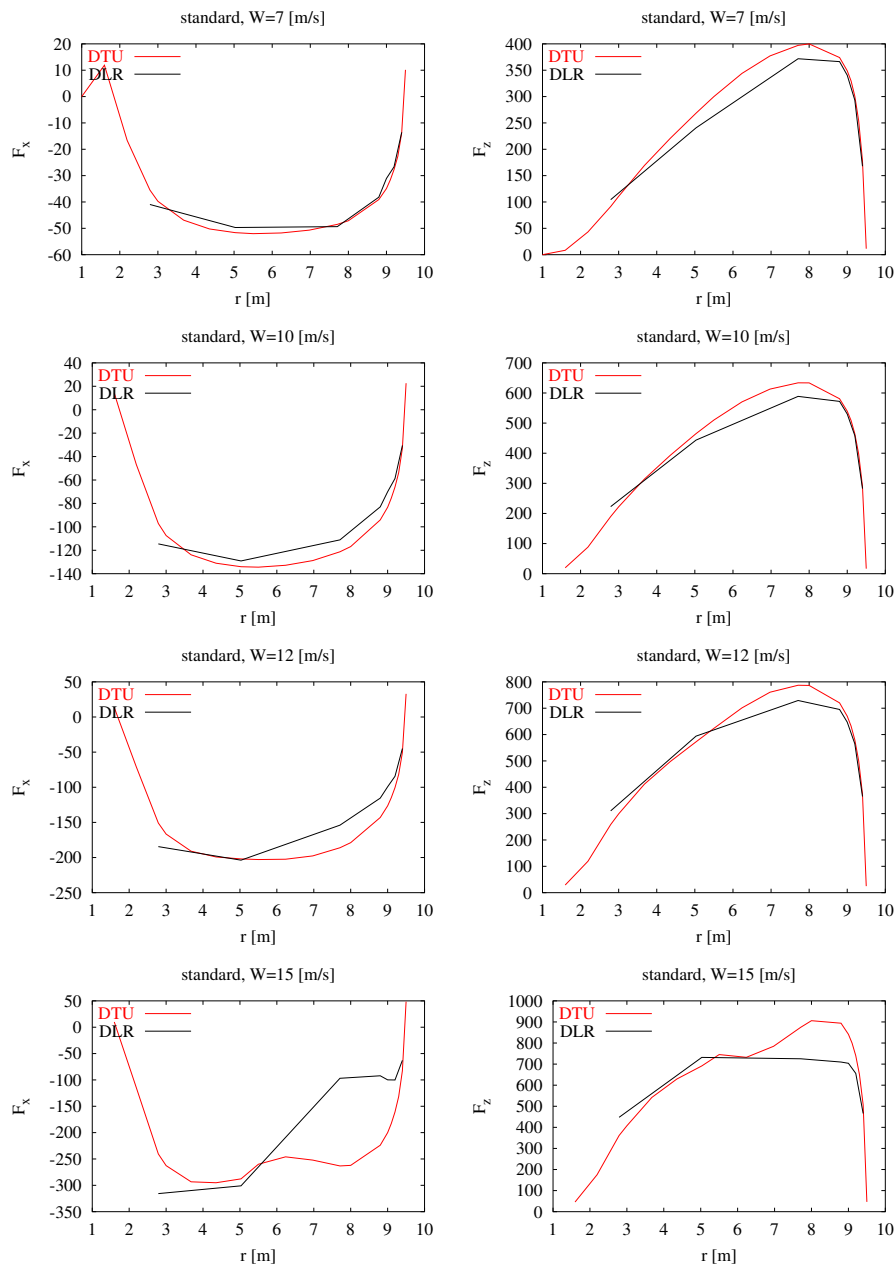 standard, W=7 [m/s]
20
10
0
-10
-20
-30
-40
-50
-60
F_x
DTU
DLR
1 2 3 4 5 6 7 8 9 10
r [m]
standard, W=7 [m/s]
400
350
300
250
200
150
100
50
0
F_z
DTU
DLR
1 2 3 4 5 6 7 8 9 10
r [m]
standard, W=10 [m/s]
40
20
0
-20
-40
-60
-80
-100
-120
-140
F_x
DTU
DLR
1 2 3 4 5 6 7 8 9 10
r [m]
standard, W=10 [m/s]
700
600
500
400
300
200
100
0
F_z
DTU
DLR
1 2 3 4 5 6 7 8 9 10
r [m]
standard, W=12 [m/s]
50
0
-50
-100
-150
-200
-250
F_x
DTU
DLR
1 2 3 4 5 6 7 8 9 10
r [m]
standard, W=12 [m/s]
800
700
600
500
400
300
200
100
0
F_z
DTU
DLR
1 2 3 4 5 6 7 8 9 10
r [m]
standard, W=15 [m/s]
50
0
-50
-100
-150
-200
-250
-300
-350
F_x
DTU
DLR
1 2 3 4 5 6 7 8 9 10
r [m]
standard, W=15 [m/s]
1000
900
800
700
600
500
400
300
200
100
0
F_z
DTU
DLR
1 2 3 4 5 6 7 8 9 10
r [m]